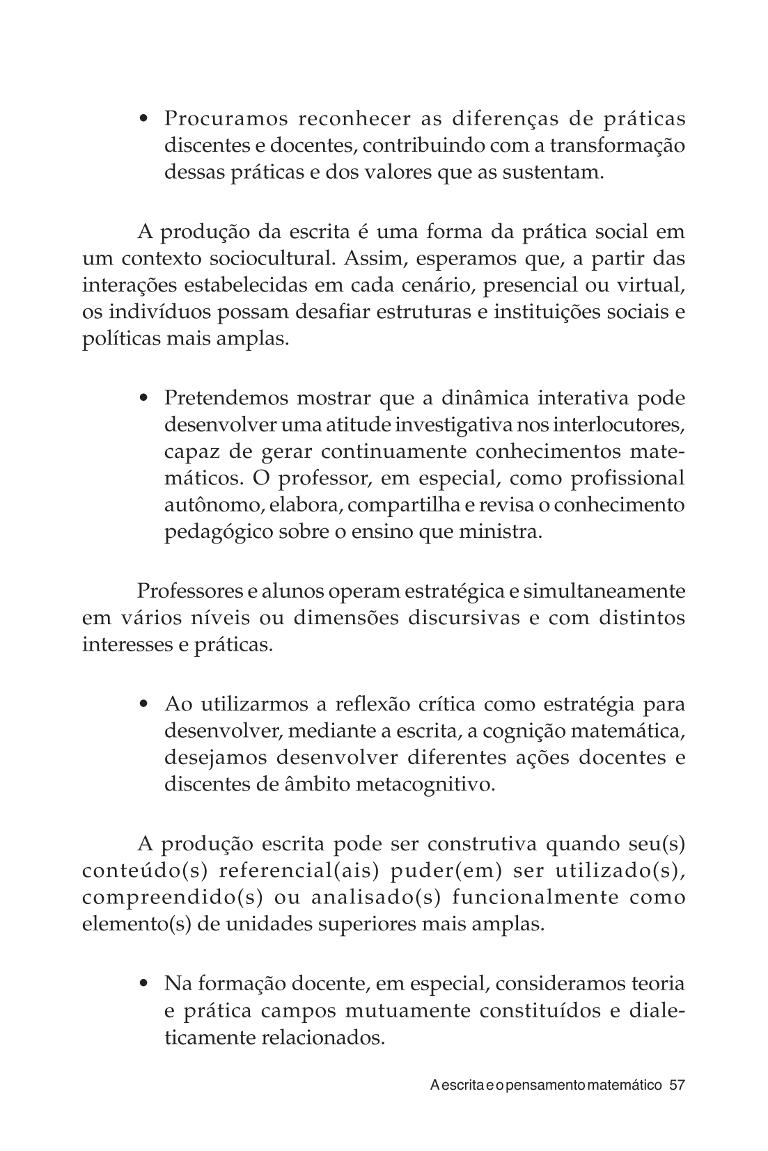 • Procuramos reconhecer as diferenças de práticas
discentes e docentes, contribuindo com a transformação
dessas práticas e dos valores que as sustentam.
A produção da escrita é uma forma da prática social em
um contexto sociocultural. Assim, esperamos que, a partir das
interações estabelecidas em cada cenário, presencial ou virtual,
os indivíduos possam desafiar estruturas e instituições sociais e
políticas mais amplas.
• Pretendemos mostrar que a dinâmica interativa pode
desenvolver uma atitude investigativa nos interlocutores,
capaz de gerar continuamente conhecimentos mate-
máticos. O professor, em especial, como profissional
autônomo, elabora, compartilha e revisa o conhecimento
pedagógico sobre o ensino que ministra.
Professores e alunos operam estratégica e simultaneamente
em vários níveis ou dimensões discursivas e com distintos
interesses e práticas.
• Ao utilizarmos a reflexão crítica como estratégia para
desenvolver, mediante a escrita, a cognição matemática,
desejamos desenvolver diferentes ações docentes e
discentes de âmbito metacognitivo.
A produção escrita pode ser construtiva quando seu(s)
conteúdo(s) referencial(ais) puder(em) ser utilizado(s),
compreendido(s) ou analisado(s) funcionalmente como
elemento(s) de unidades superiores mais amplas.
• Na formação docente, em especial, consideramos teoria
e prática campos mutuamente constituídos e diale-
ticamente relacionados.
A escrita e o pensamento matemático 57